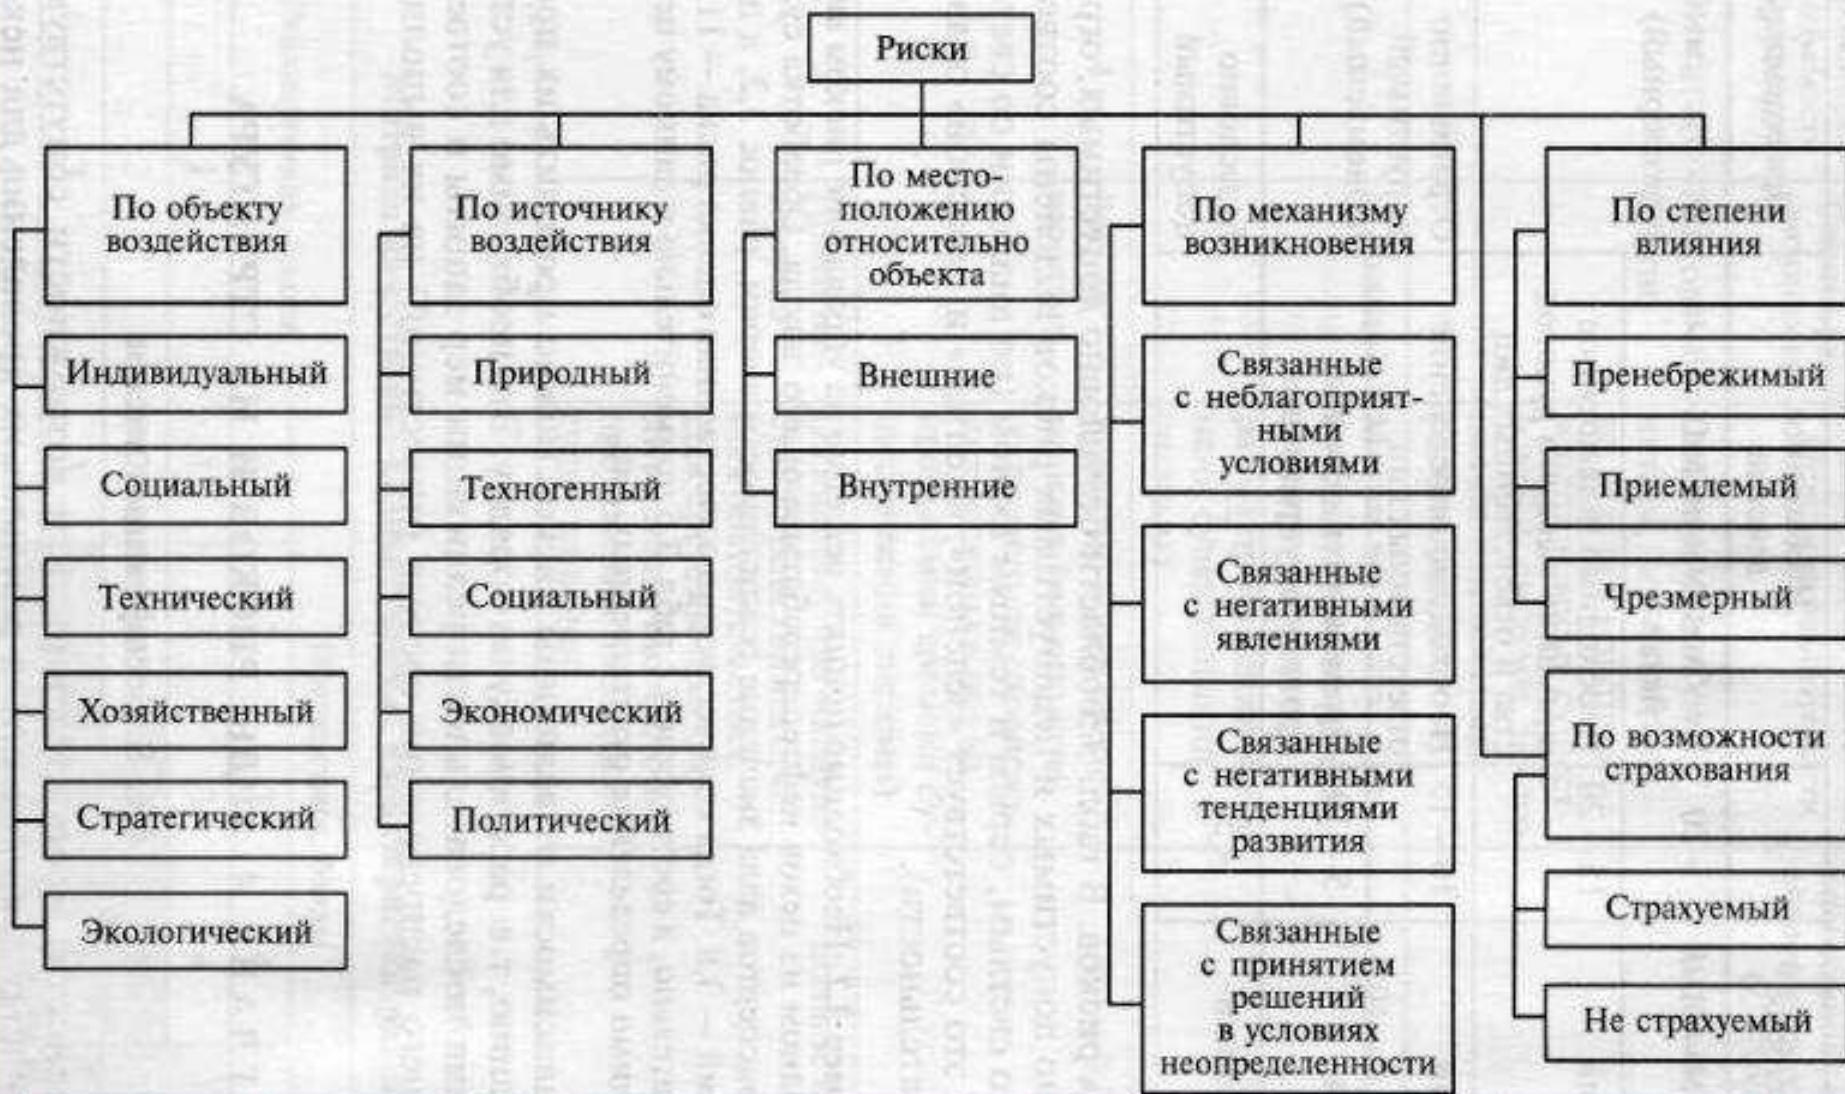 Риски
По объекту
воздействия
Индивидуальный
Социальный
Технический
Хозяйственный
Стратегический
Экологический
По источнику
воздействия
Природный
Техногенный
Социальный
Экономический
Политический
По место-
положению
относительно
объекта
Внешние
Внутренние
По механизму
возникновения
Связанные
с неблагоприят-
ными
условиями
Связанные
с негативными
явлениями
Связанные
с негативными
тенденциями
развития
Связанные
с принятием
решений
в условиях
неопределенности
По степени
влияния
Пренебрежимый
Приемлемый
Чрезмерный
По возможности
страхования
Страхуемый
Не страхуемый